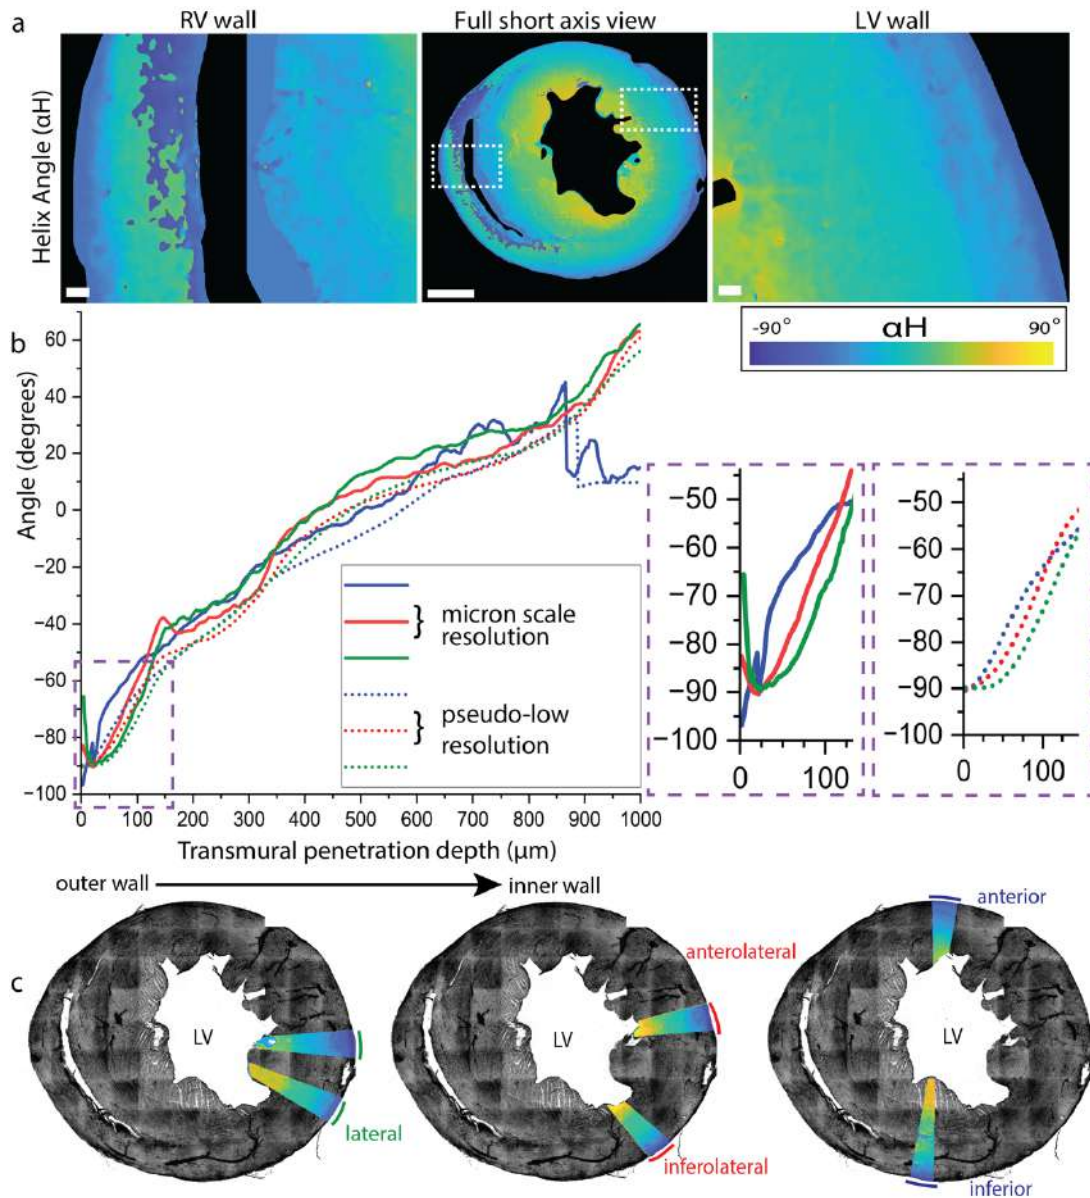 a
RV wall
Full short axis view
LV wall
Helix Angle (αH)
-90°
αH
90°
b
Angle (degrees)
60
40
20
0
−20
−40
−60
−80
−100
0
100
200
300
400
500
600
700
800
900
1000
Transmural penetration depth (μm)
} micron scale
resolution
} pseudo-low
resolution
−50
−60
−70
−80
−90
−100
0
100
−50
−60
−70
−80
−90
−100
0
100
outer wall
inner wall
c
LV
lateral
LV
anterolateral
inferolateral
LV
anterior
inferior